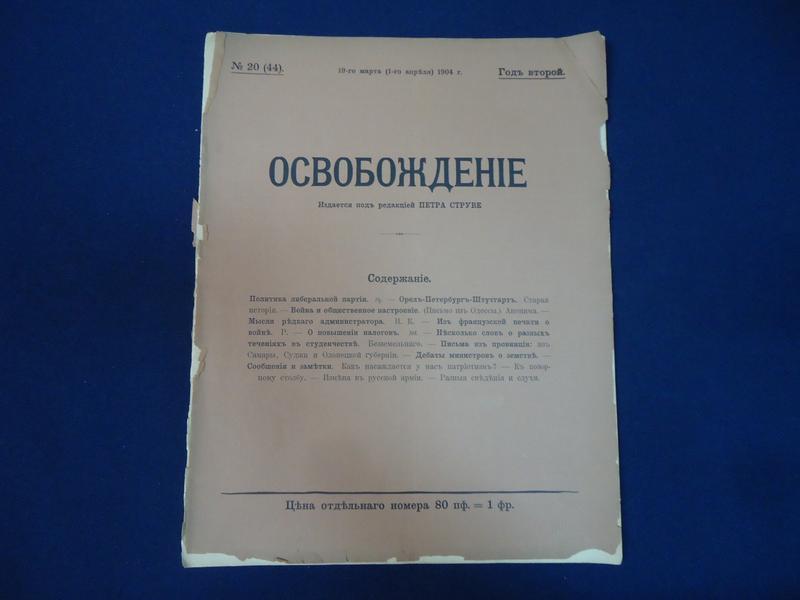 № 20 (44).
19-го марта (1-го апрѣля) 1904 г.
Годъ второй.
ОСВОБОЖДЕНІЕ
Издается подъ редакціей ПЕТРА СТРУВЕ
Содержаніе.
Политика либеральной партіи. — Орелъ-Петербургъ-Штутгартъ. Старая
исторія. — Война и общественное настроеніе. (Письмо изъ Одессы.) Анонима. —
Мысли рѣдкаго администратора. Н. К. — Изъ французской печати о
войнѣ. Р. — О повышеніи налоговъ. — Нѣсколько словъ о разныхъ
теченіяхъ въ студенчествѣ. Безземельнаго. — Письма изъ провинціи: изъ
Самары, Суджи и Олонецкой губерніи. — Дебаты министровъ о земствѣ. —
Сообщенія и замѣтки. Какъ насаждается у насъ патріотизмъ? — Къ позор-
ному столбу. — Измѣна въ русской арміи. — Разныя свѣдѣнія и слухи.
Цѣна отдѣльнаго номера 80 пф. = 1 фр.